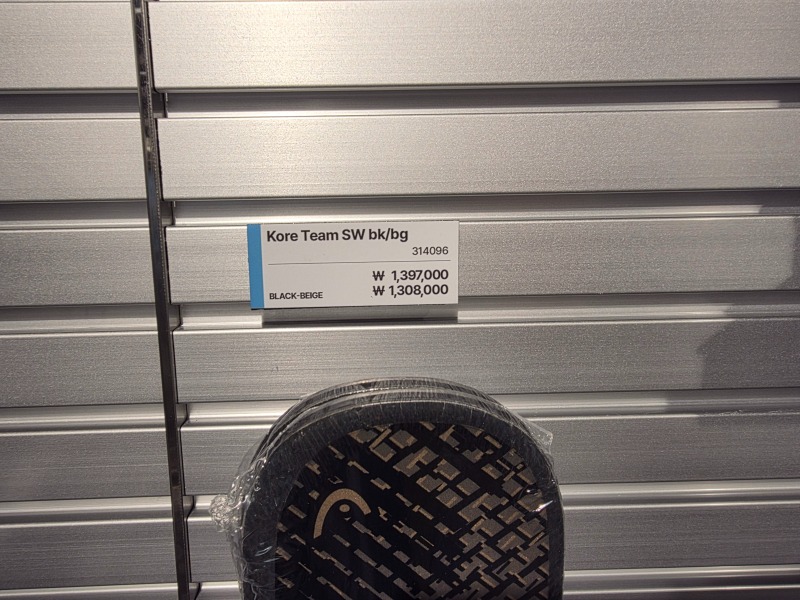 Kore Team SW bk/bg
314096
₩ 1,397,000
BLACK-BEIGE ₩ 1,308,000